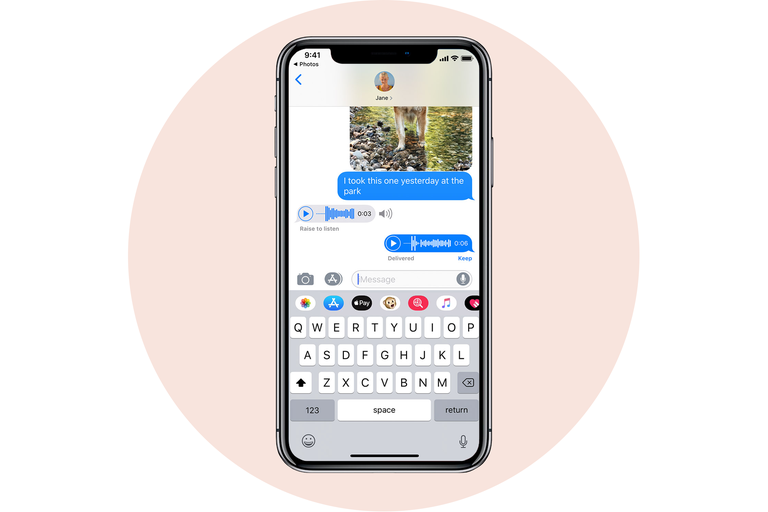 9:41
◀ Photos
Jane >
I took this one yesterday at the
park
0:03
Raise to listen
0:06
Delivered Keep
Message
Pay
Q W E R T Y U I O P
A S D F G H J K L
Z X C V B N M
123 space return